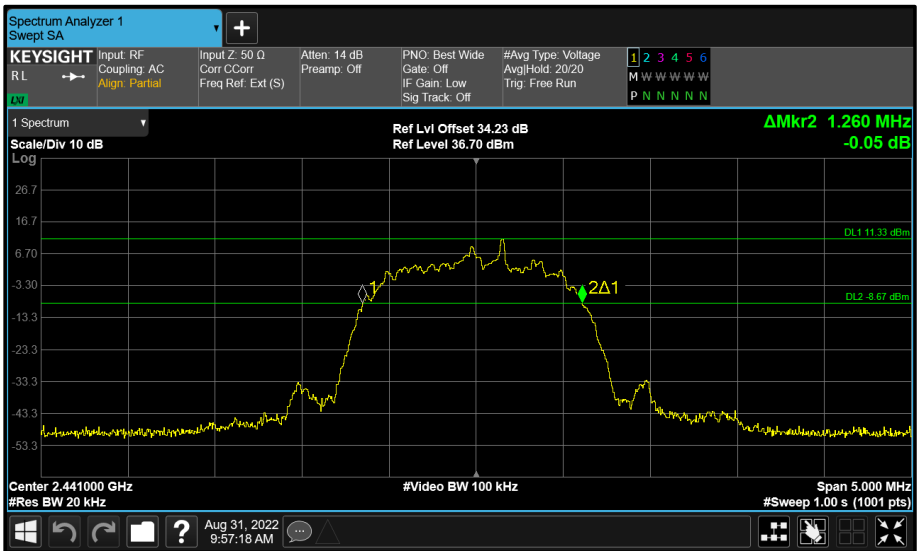 Spectrum Analyzer 1
Swept SA
+
KEYSIGHT
RL
LXI
Input: RF
Coupling: AC
Align: Partial
Input Z: 50 Ω
Corr CCorr
Freq Ref: Ext (S)
Atten: 14 dB
Preamp: Off
PNO: Best Wide
Gate: Off
IF Gain: Low
Sig Track: Off
#Avg Type: Voltage
Avg|Hold: 20/20
Trig: Free Run
1 2 3 4 5 6
M W W W W W
P N N N N N
1 Spectrum
Scale/Div 10 dB
Ref Lvl Offset 34.23 dB
Ref Level 36.70 dBm
ΔMkr2 1.260 MHz
-0.05 dB
Log
26.7
16.7
DL1 11.33 dBm
6.70
-3.30
1
2Δ1
DL2 -8.67 dBm
-13.3
-23.3
-33.3
-43.3
-53.3
Center 2.441000 GHz
#Video BW 100 kHz
Span 5.000 MHz
#Res BW 20 kHz
#Sweep 1.00 s (1001 pts)
?
Aug 31, 2022
9:57:18 AM